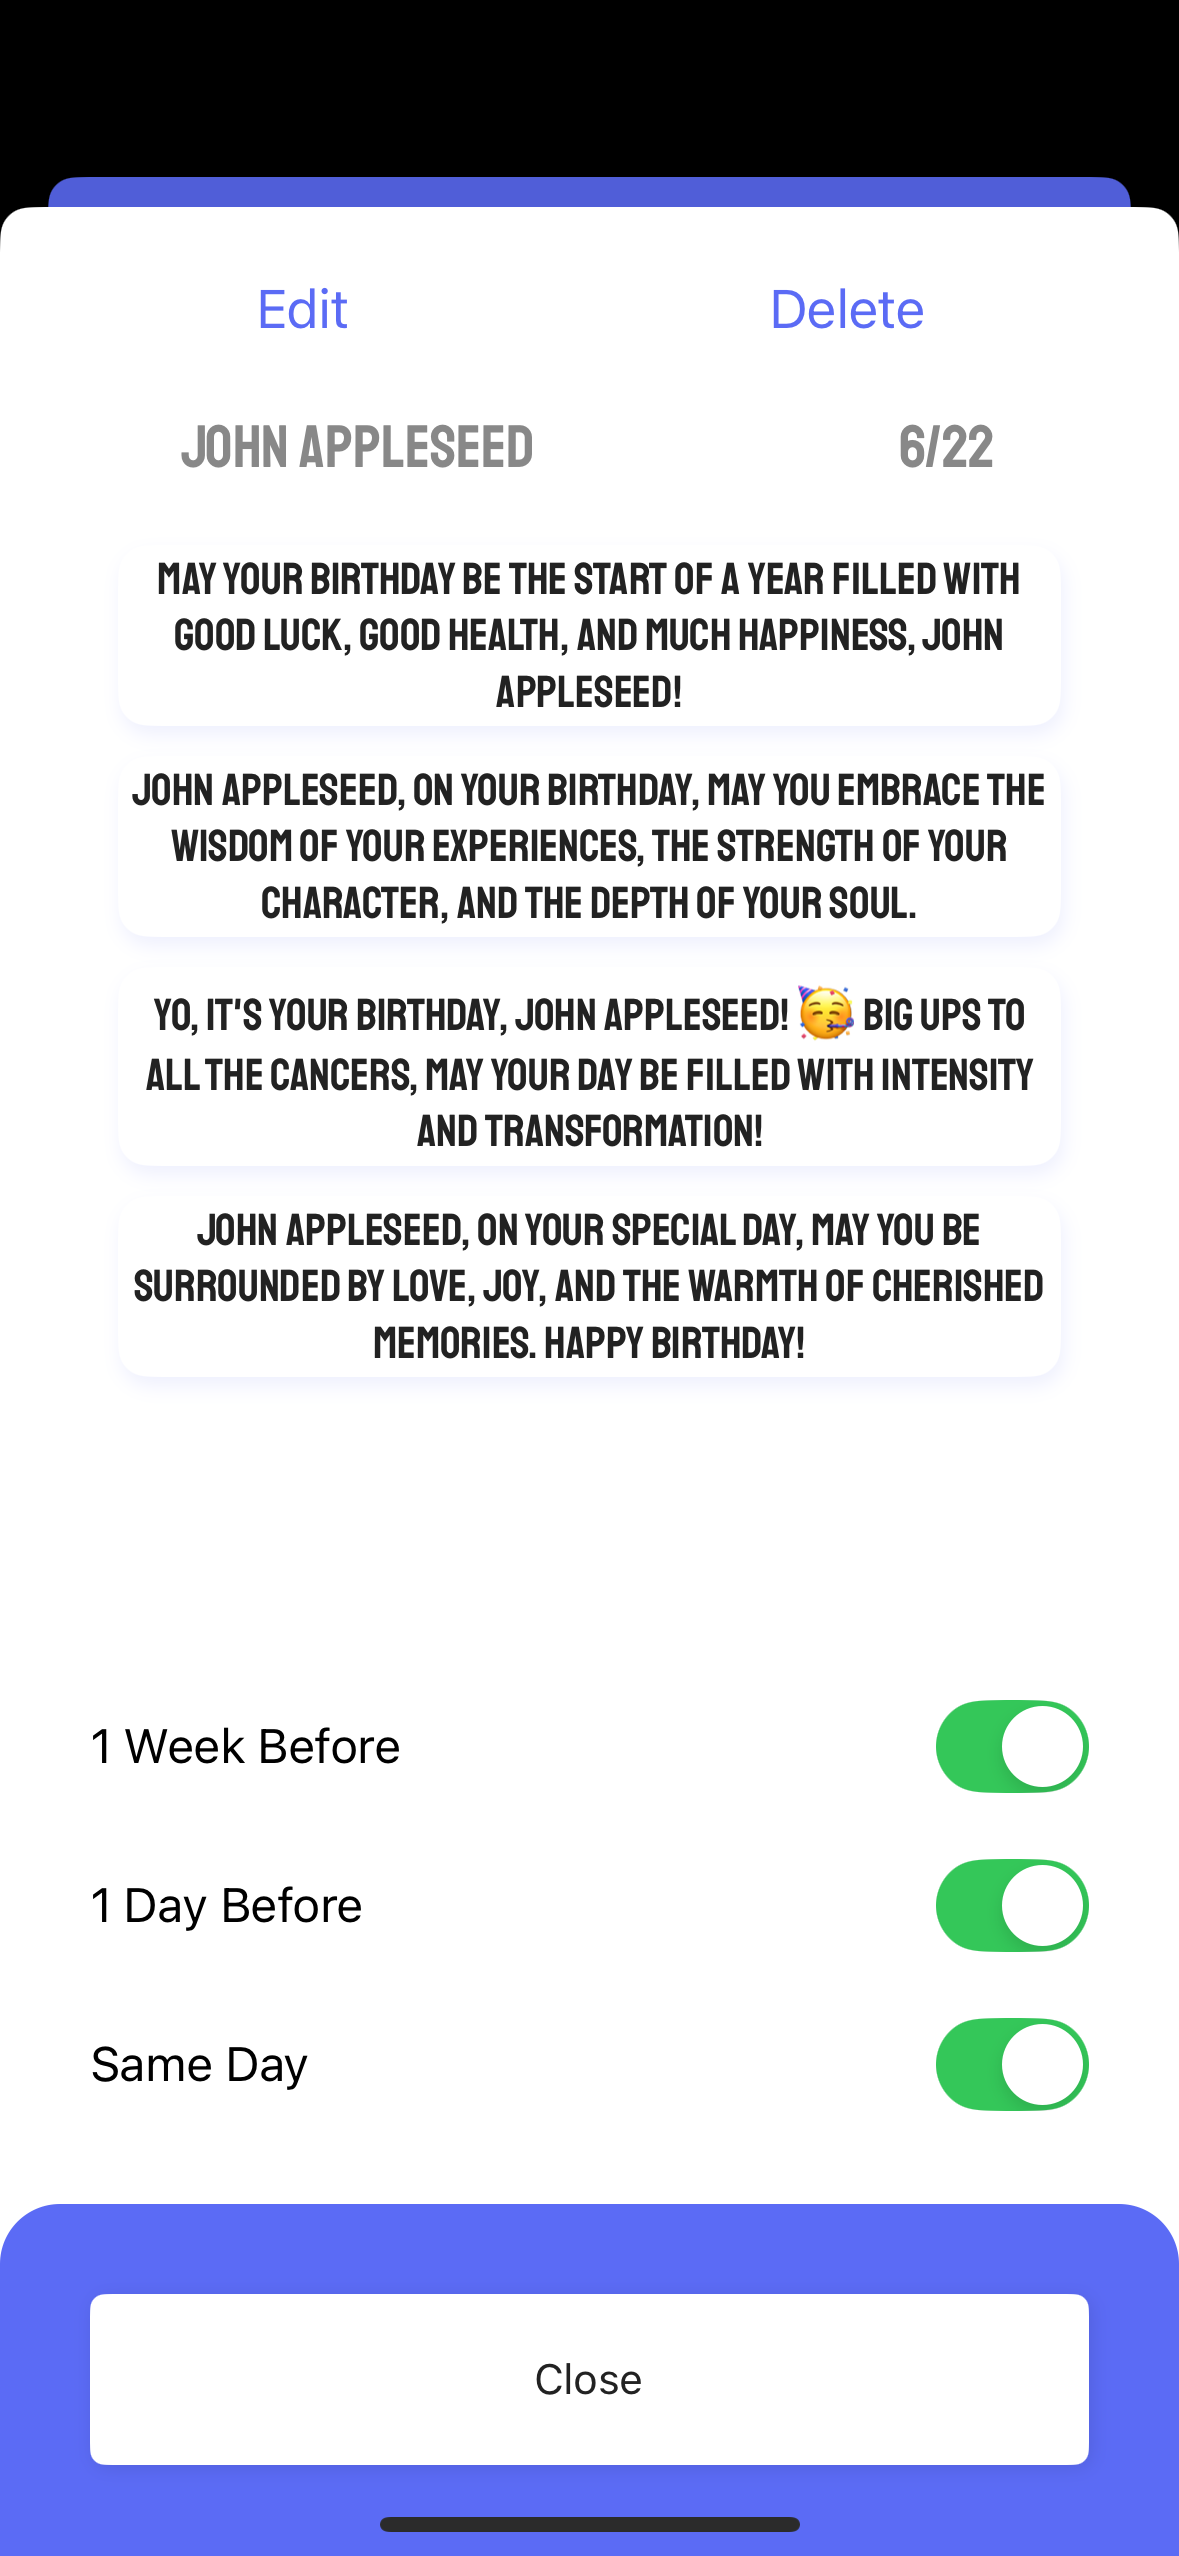 Edit Delete
JOHN APPLESEED 6/22
MAY YOUR BIRTHDAY BE THE START OF A YEAR FILLED WITH
GOOD LUCK, GOOD HEALTH, AND MUCH HAPPINESS, JOHN
APPLESEED!
JOHN APPLESEED, ON YOUR BIRTHDAY, MAY YOU EMBRACE THE
WISDOM OF YOUR EXPERIENCES, THE STRENGTH OF YOUR
CHARACTER, AND THE DEPTH OF YOUR SOUL.
YO, IT'S YOUR BIRTHDAY, JOHN APPLESEED! 🥳 BIG UPS TO
ALL THE CANCERS, MAY YOUR DAY BE FILLED WITH INTENSITY
AND TRANSFORMATION!
JOHN APPLESEED, ON YOUR SPECIAL DAY, MAY YOU BE
SURROUNDED BY LOVE, JOY, AND THE WARMTH OF CHERISHED
MEMORIES. HAPPY BIRTHDAY!
1 Week Before
1 Day Before
Same Day
Close